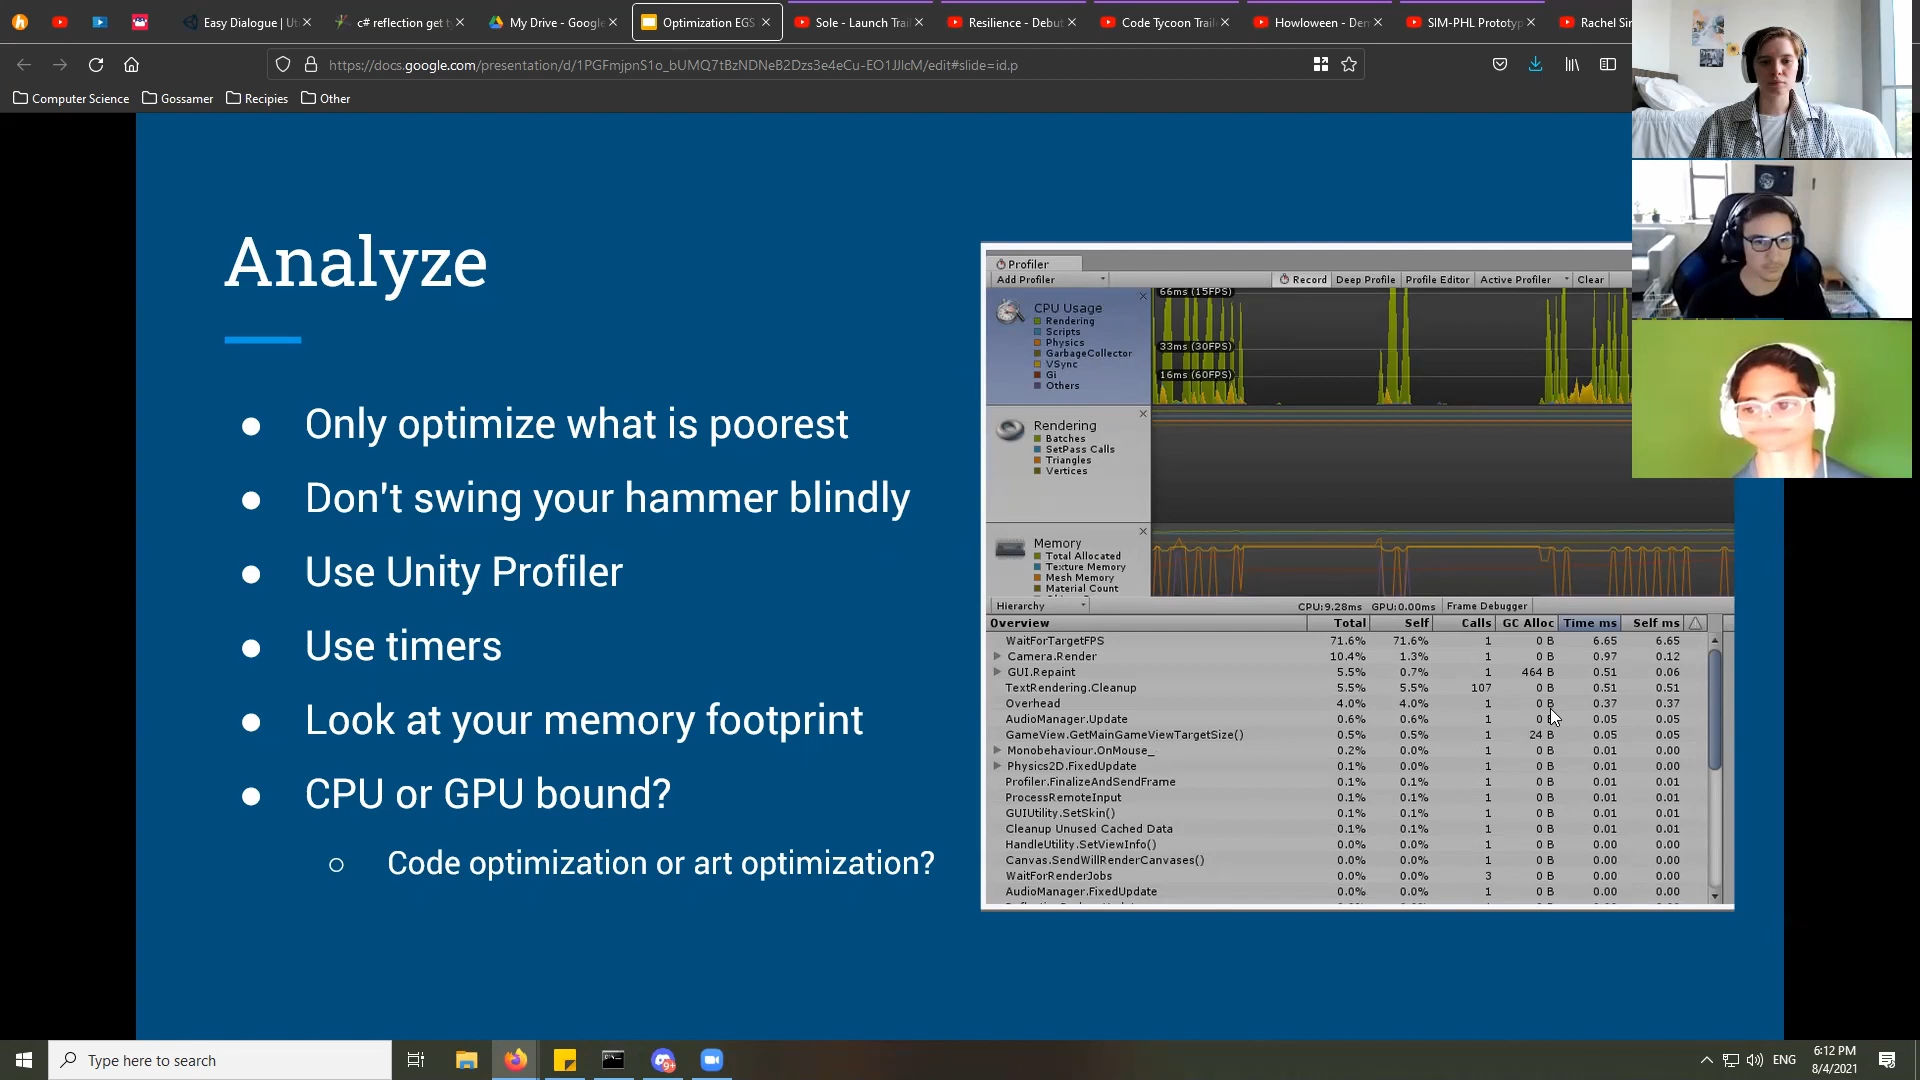 Easy Dialogue | Uti
c# reflection get ty
My Drive - Google
Optimization EGS
Sole - Launch Trail
Resilience - Debut
Code Tycoon Traile
Howloween - Dem
SIM-PHL Prototyp
Rachel Sin
https://docs.google.com/presentation/d/1PGFmjpnS1o_bUMQ7tBzNDNeB2Dzs3e4eCu-EO1JJlcM/edit#slide=id.p
Computer Science
Gossamer
Recipies
Other
Analyze
● Only optimize what is poorest
● Don't swing your hammer blindly
● Use Unity Profiler
● Use timers
● Look at your memory footprint
● CPU or GPU bound?
○ Code optimization or art optimization?
Profiler
Add Profiler Record Deep Profile Profile Editor Active Profiler Clear
CPU Usage
Rendering
Scripts
Physics
GarbageCollector
VSync
Gi
Others
66ms (15FPS)
33ms (30FPS)
16ms (60FPS)
Rendering
Batches
SetPass Calls
Triangles
Vertices
Memory
Total Allocated
Texture Memory
Mesh Memory
Material Count
Hierarchy CPU:9.28ms GPU:0.00ms Frame Debugger
Overview Total Self Calls GC Alloc Time ms Self ms
WaitForTargetFPS 71.6% 71.6% 1 0 B 6.65 6.65
Camera.Render 10.4% 1.3% 1 0 B 0.97 0.12
GUI.Repaint 5.5% 0.7% 1 464 B 0.51 0.06
TextRendering.Cleanup 5.5% 5.5% 107 0 B 0.51 0.51
Overhead 4.0% 4.0% 1 0 B 0.37 0.37
AudioManager.Update 0.6% 0.6% 1 0 B 0.05 0.05
GameView.GetMainGameViewTargetSize() 0.5% 0.5% 1 24 B 0.05 0.05
Monobehaviour.OnMouse_ 0.2% 0.0% 1 0 B 0.01 0.00
Physics2D.FixedUpdate 0.1% 0.0% 1 0 B 0.01 0.00
Profiler.FinalizeAndSendFrame 0.1% 0.1% 1 0 B 0.01 0.01
ProcessRemoteInput 0.1% 0.1% 1 0 B 0.01 0.01
GUIUtility.SetSkin() 0.1% 0.1% 1 0 B 0.01 0.01
Cleanup Unused Cached Data 0.1% 0.1% 1 0 B 0.01 0.01
HandleUtility.SetViewInfo() 0.0% 0.0% 1 0 B 0.00 0.00
Canvas.SendWillRenderCanvases() 0.0% 0.0% 1 0 B 0.00 0.00
WaitForRenderJobs 0.0% 0.0% 3 0 B 0.00 0.00
AudioManager.FixedUpdate 0.0% 0.0% 1 0 B 0.00 0.00
Type here to search
9+
ENG
6:12 PM
8/4/2021